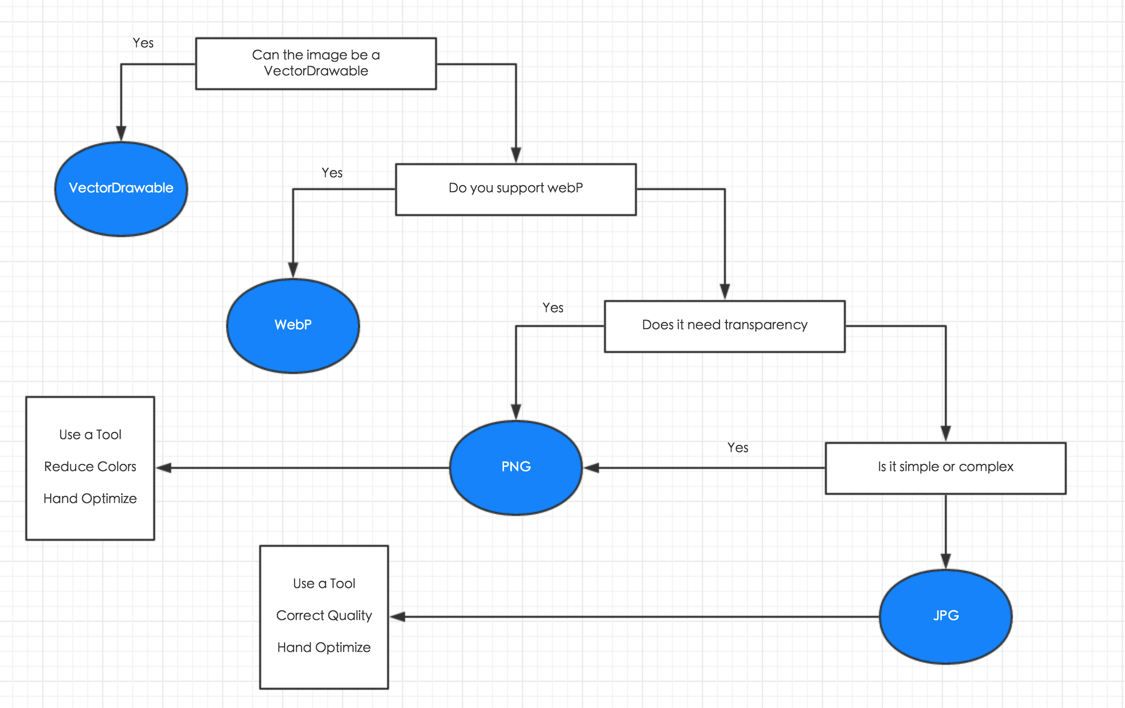 Yes
Can the image be a
VectorDrawable
VectorDrawable
Yes
Do you support webP
WebP
Yes
Does it need transparency
Use a Tool
Reduce Colors
Hand Optimize
PNG
Yes
Is it simple or complex
Use a Tool
Correct Quality
Hand Optimize
JPG